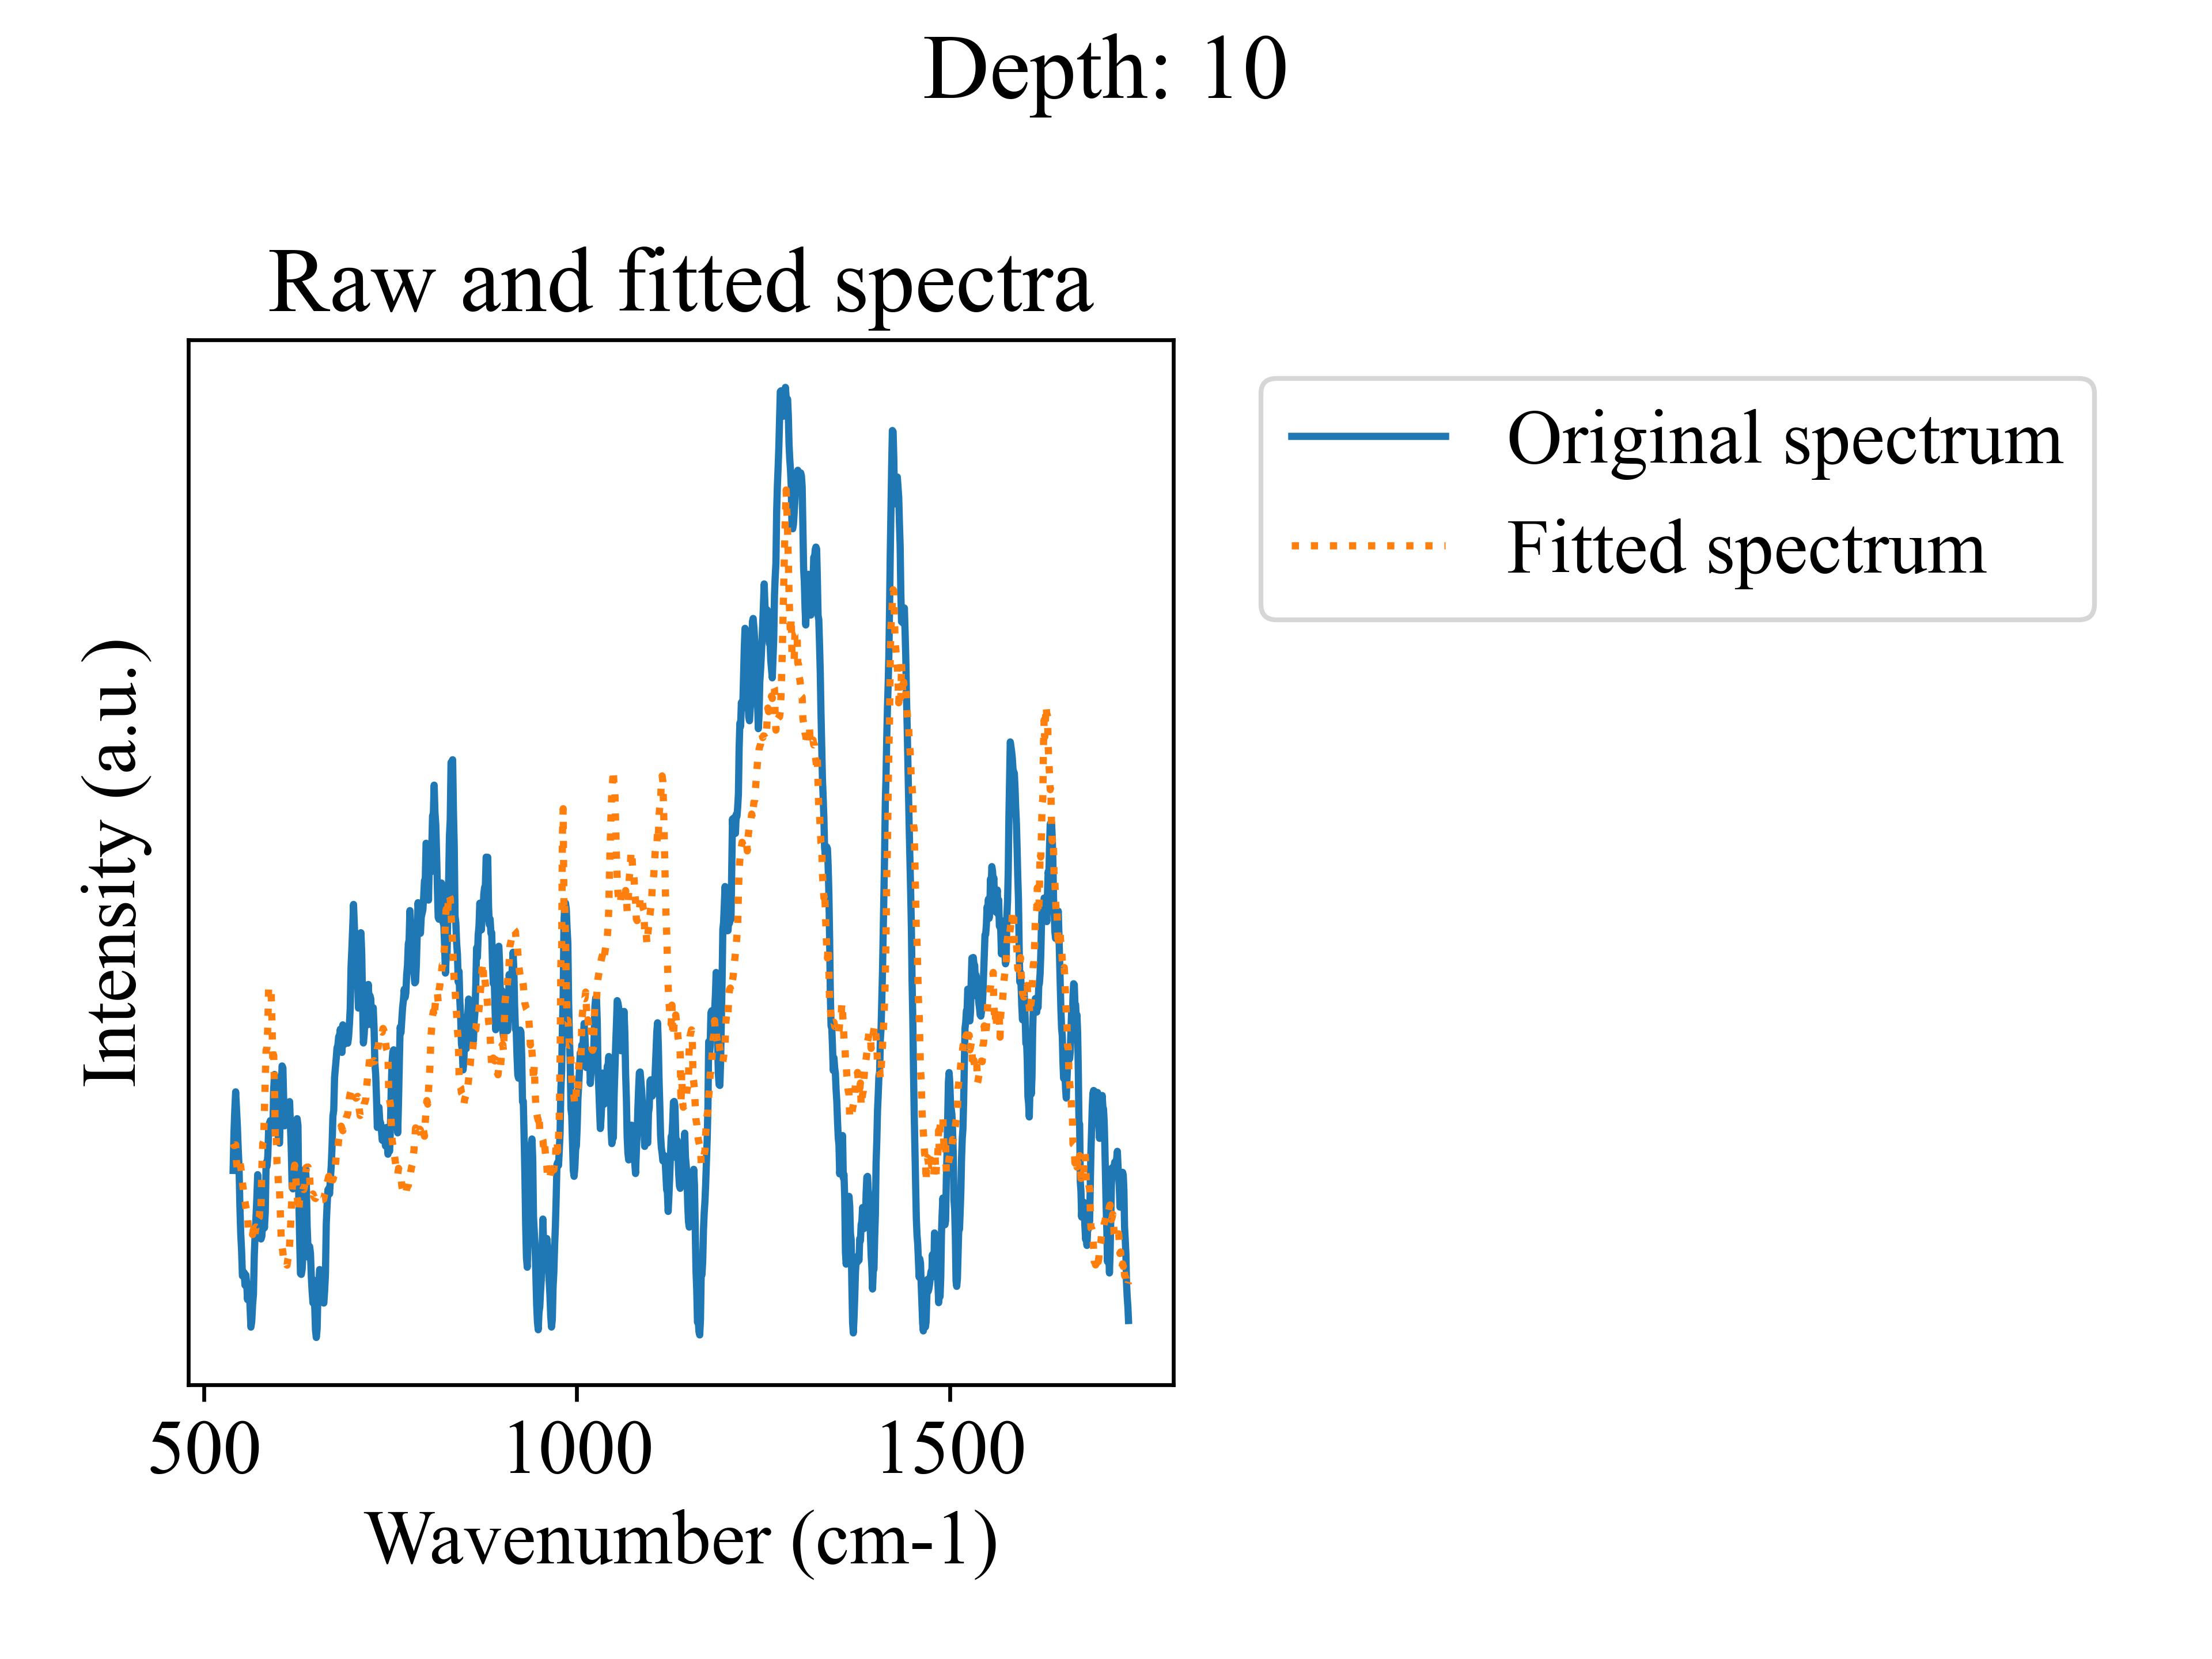 Depth: 10
Raw and fitted spectra
Original spectrum
Fitted spectrum
Intensity (a.u.)
500 1000 1500
Wavenumber (cm-1)